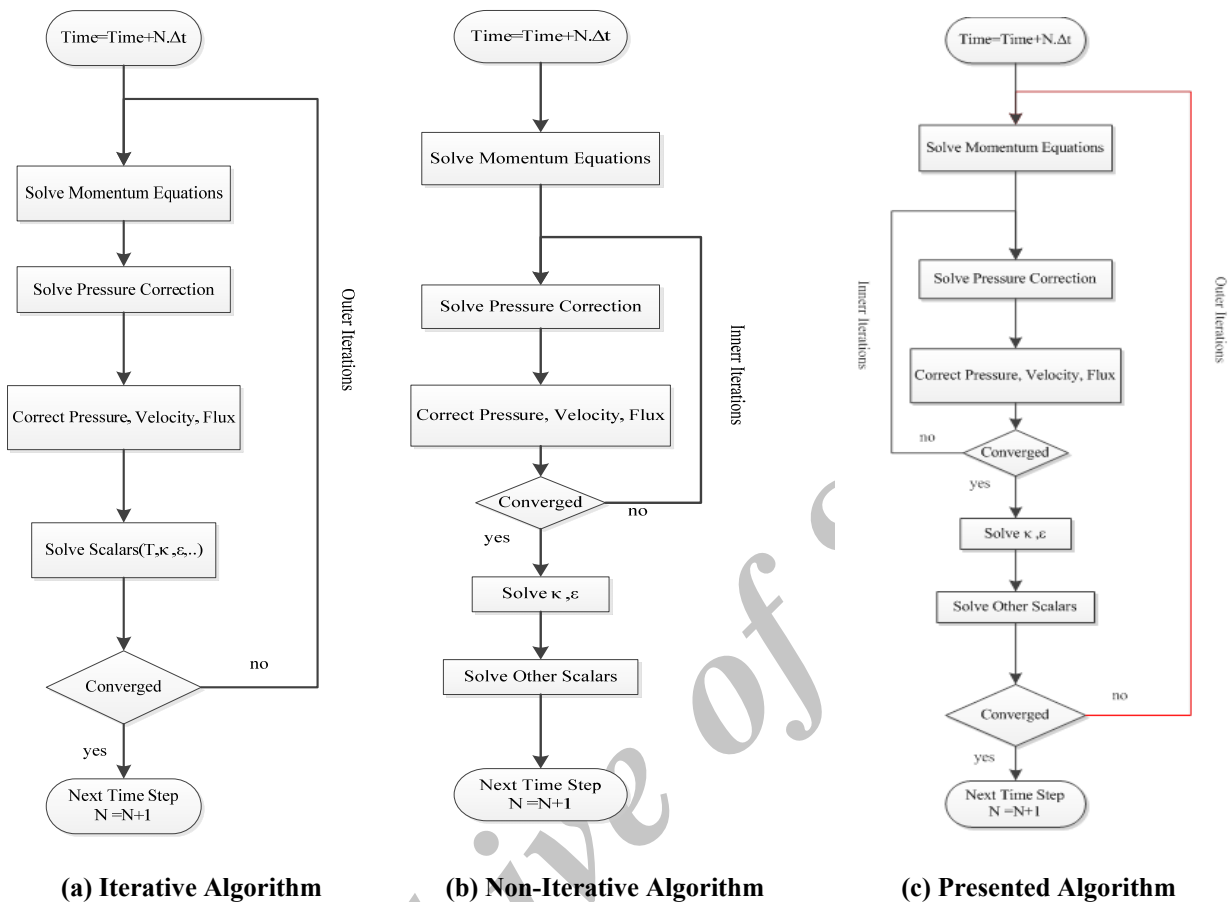 Time=Time+N.Δt
Solve Momentum Equations
Solve Pressure Correction
Correct Pressure, Velocity, Flux
Solve Scalars(T,κ,ε,..)
Converged
no
yes
Next Time Step
N =N+1
Outer Iterations
(a) Iterative Algorithm
Time=Time+N.Δt
Solve Momentum Equations
Solve Pressure Correction
Correct Pressure, Velocity, Flux
Converged
no
yes
Solve κ ,ε
Solve Other Scalars
Next Time Step
N =N+1
Innerr Iterations
(b) Non-Iterative Algorithm
Time=Time+N.Δt
Solve Momentum Equations
Solve Pressure Correction
Correct Pressure, Velocity, Flux
Converged
no
yes
Solve κ ,ε
Solve Other Scalars
Converged
no
yes
Next Time Step
N =N+1
Innerr Iterations
Outer Iterations
(c) Presented Algorithm
ive of